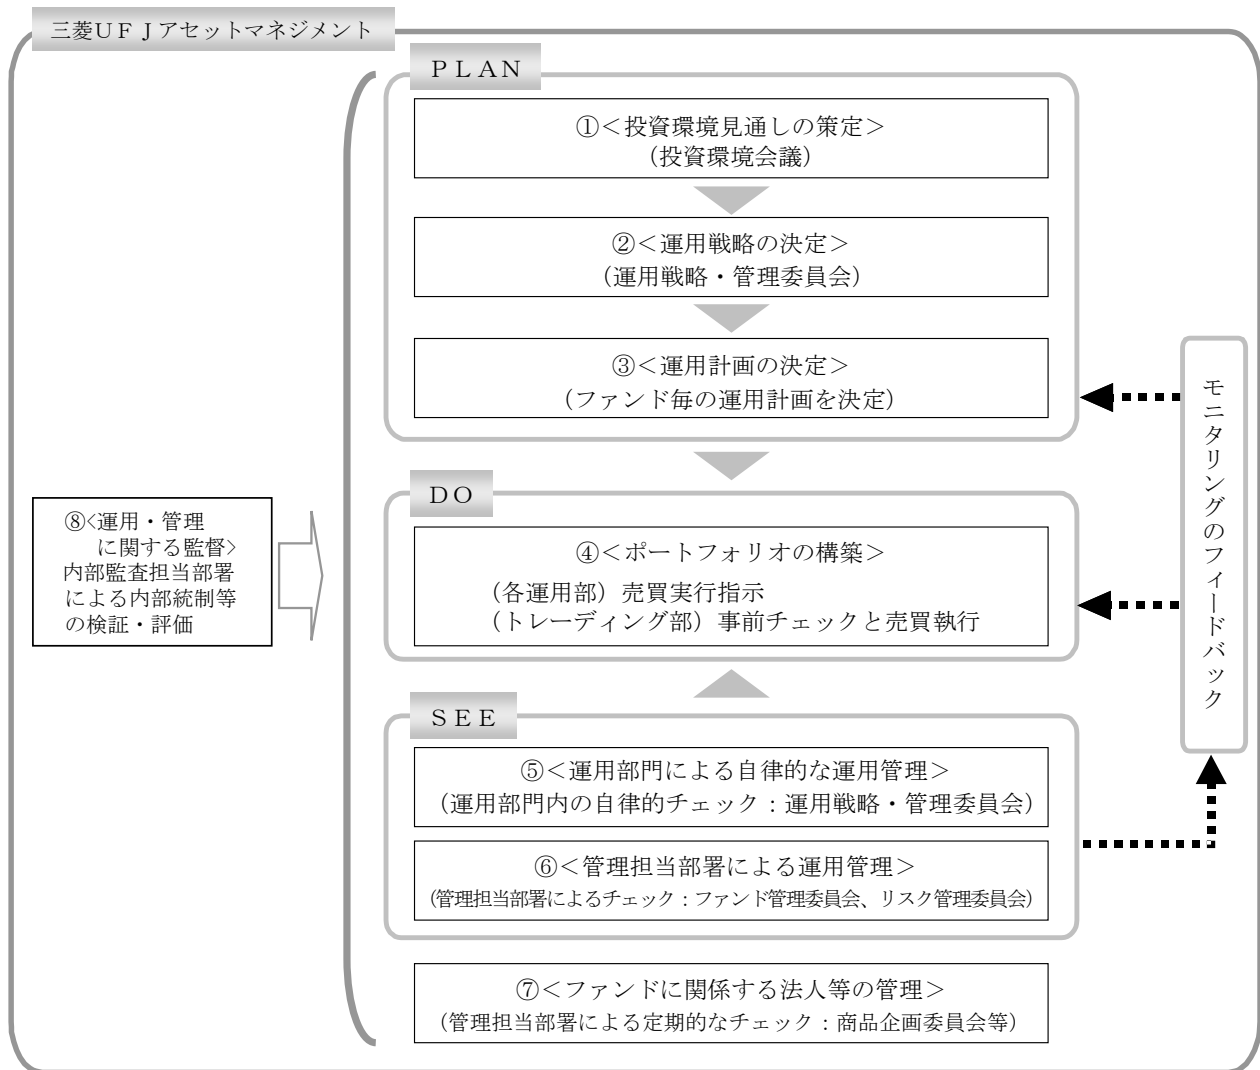 三菱ＵＦＪアセットマネジメント
ＰＬＡＮ
①＜投資環境見通しの策定＞
（投資環境会議）
②＜運用戦略の決定＞
（運用戦略・管理委員会）
③＜運用計画の決定＞
（ファンド毎の運用計画を決定）
ＤＯ
④＜ポートフォリオの構築＞
（各運用部）売買実行指示
（トレーディング部）事前チェックと売買執行
ＳＥＥ
⑤＜運用部門による自律的な運用管理＞
（運用部門内の自律的チェック：運用戦略・管理委員会）
⑥＜管理担当部署による運用管理＞
（管理担当部署によるチェック：ファンド管理委員会、リスク管理委員会）
⑦＜ファンドに関係する法人等の管理＞
（管理担当部署による定期的なチェック：商品企画委員会等）
⑧<運用・管理
に関する監督>
内部監査担当部署
による内部統制等
の検証・評価
モニタリングのフィードバック